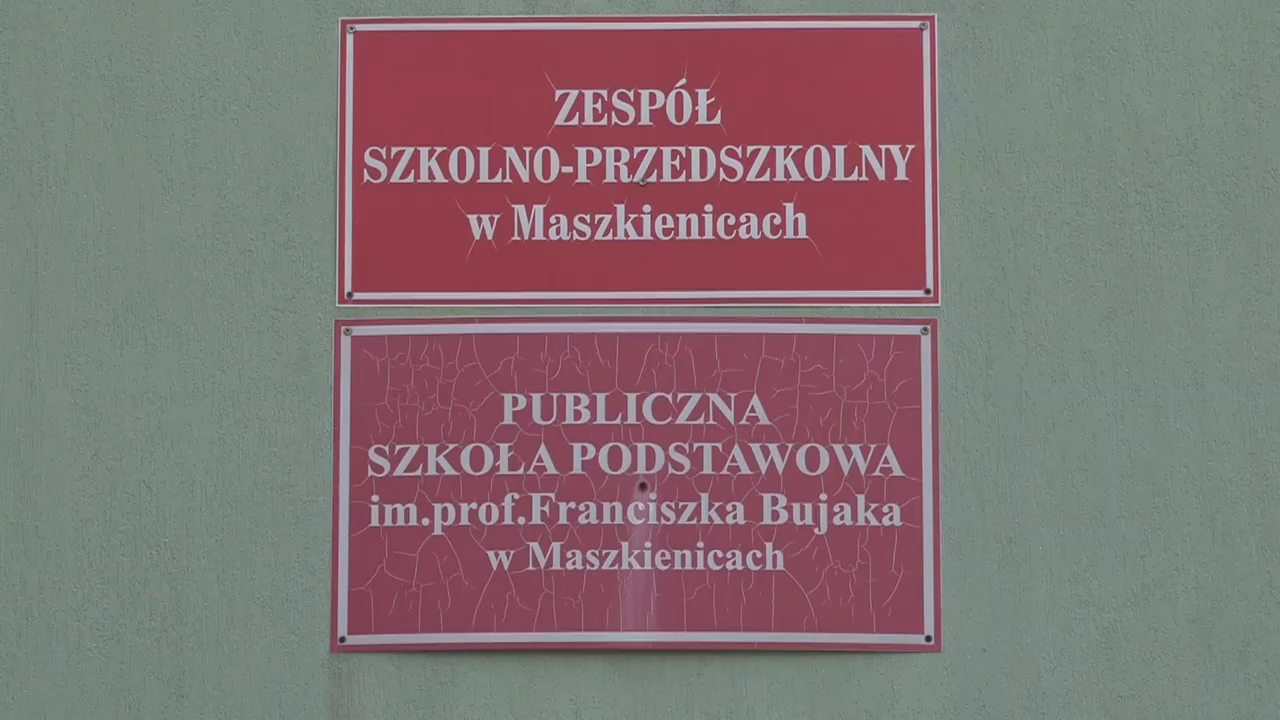 ZESPÓŁ
SZKOLNO-PRZEDSZKOLNY
w Maszkienicach
PUBLICZNA
SZKOŁA PODSTAWOWA
im.prof.Franciszka Bujaka
w Maszkienicach